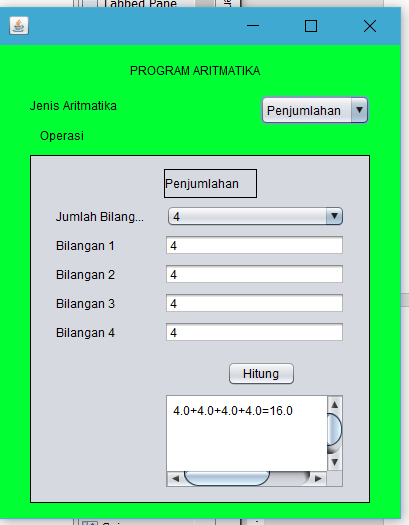 Tabbed Pane
PROGRAM ARITMATIKA
Jenis Aritmatika
Penjumlahan
Operasi
Penjumlahan
Jumlah Bilang...
4
Bilangan 1
4
Bilangan 2
4
Bilangan 3
4
Bilangan 4
4
Hitung
4.0+4.0+4.0+4.0=16.0